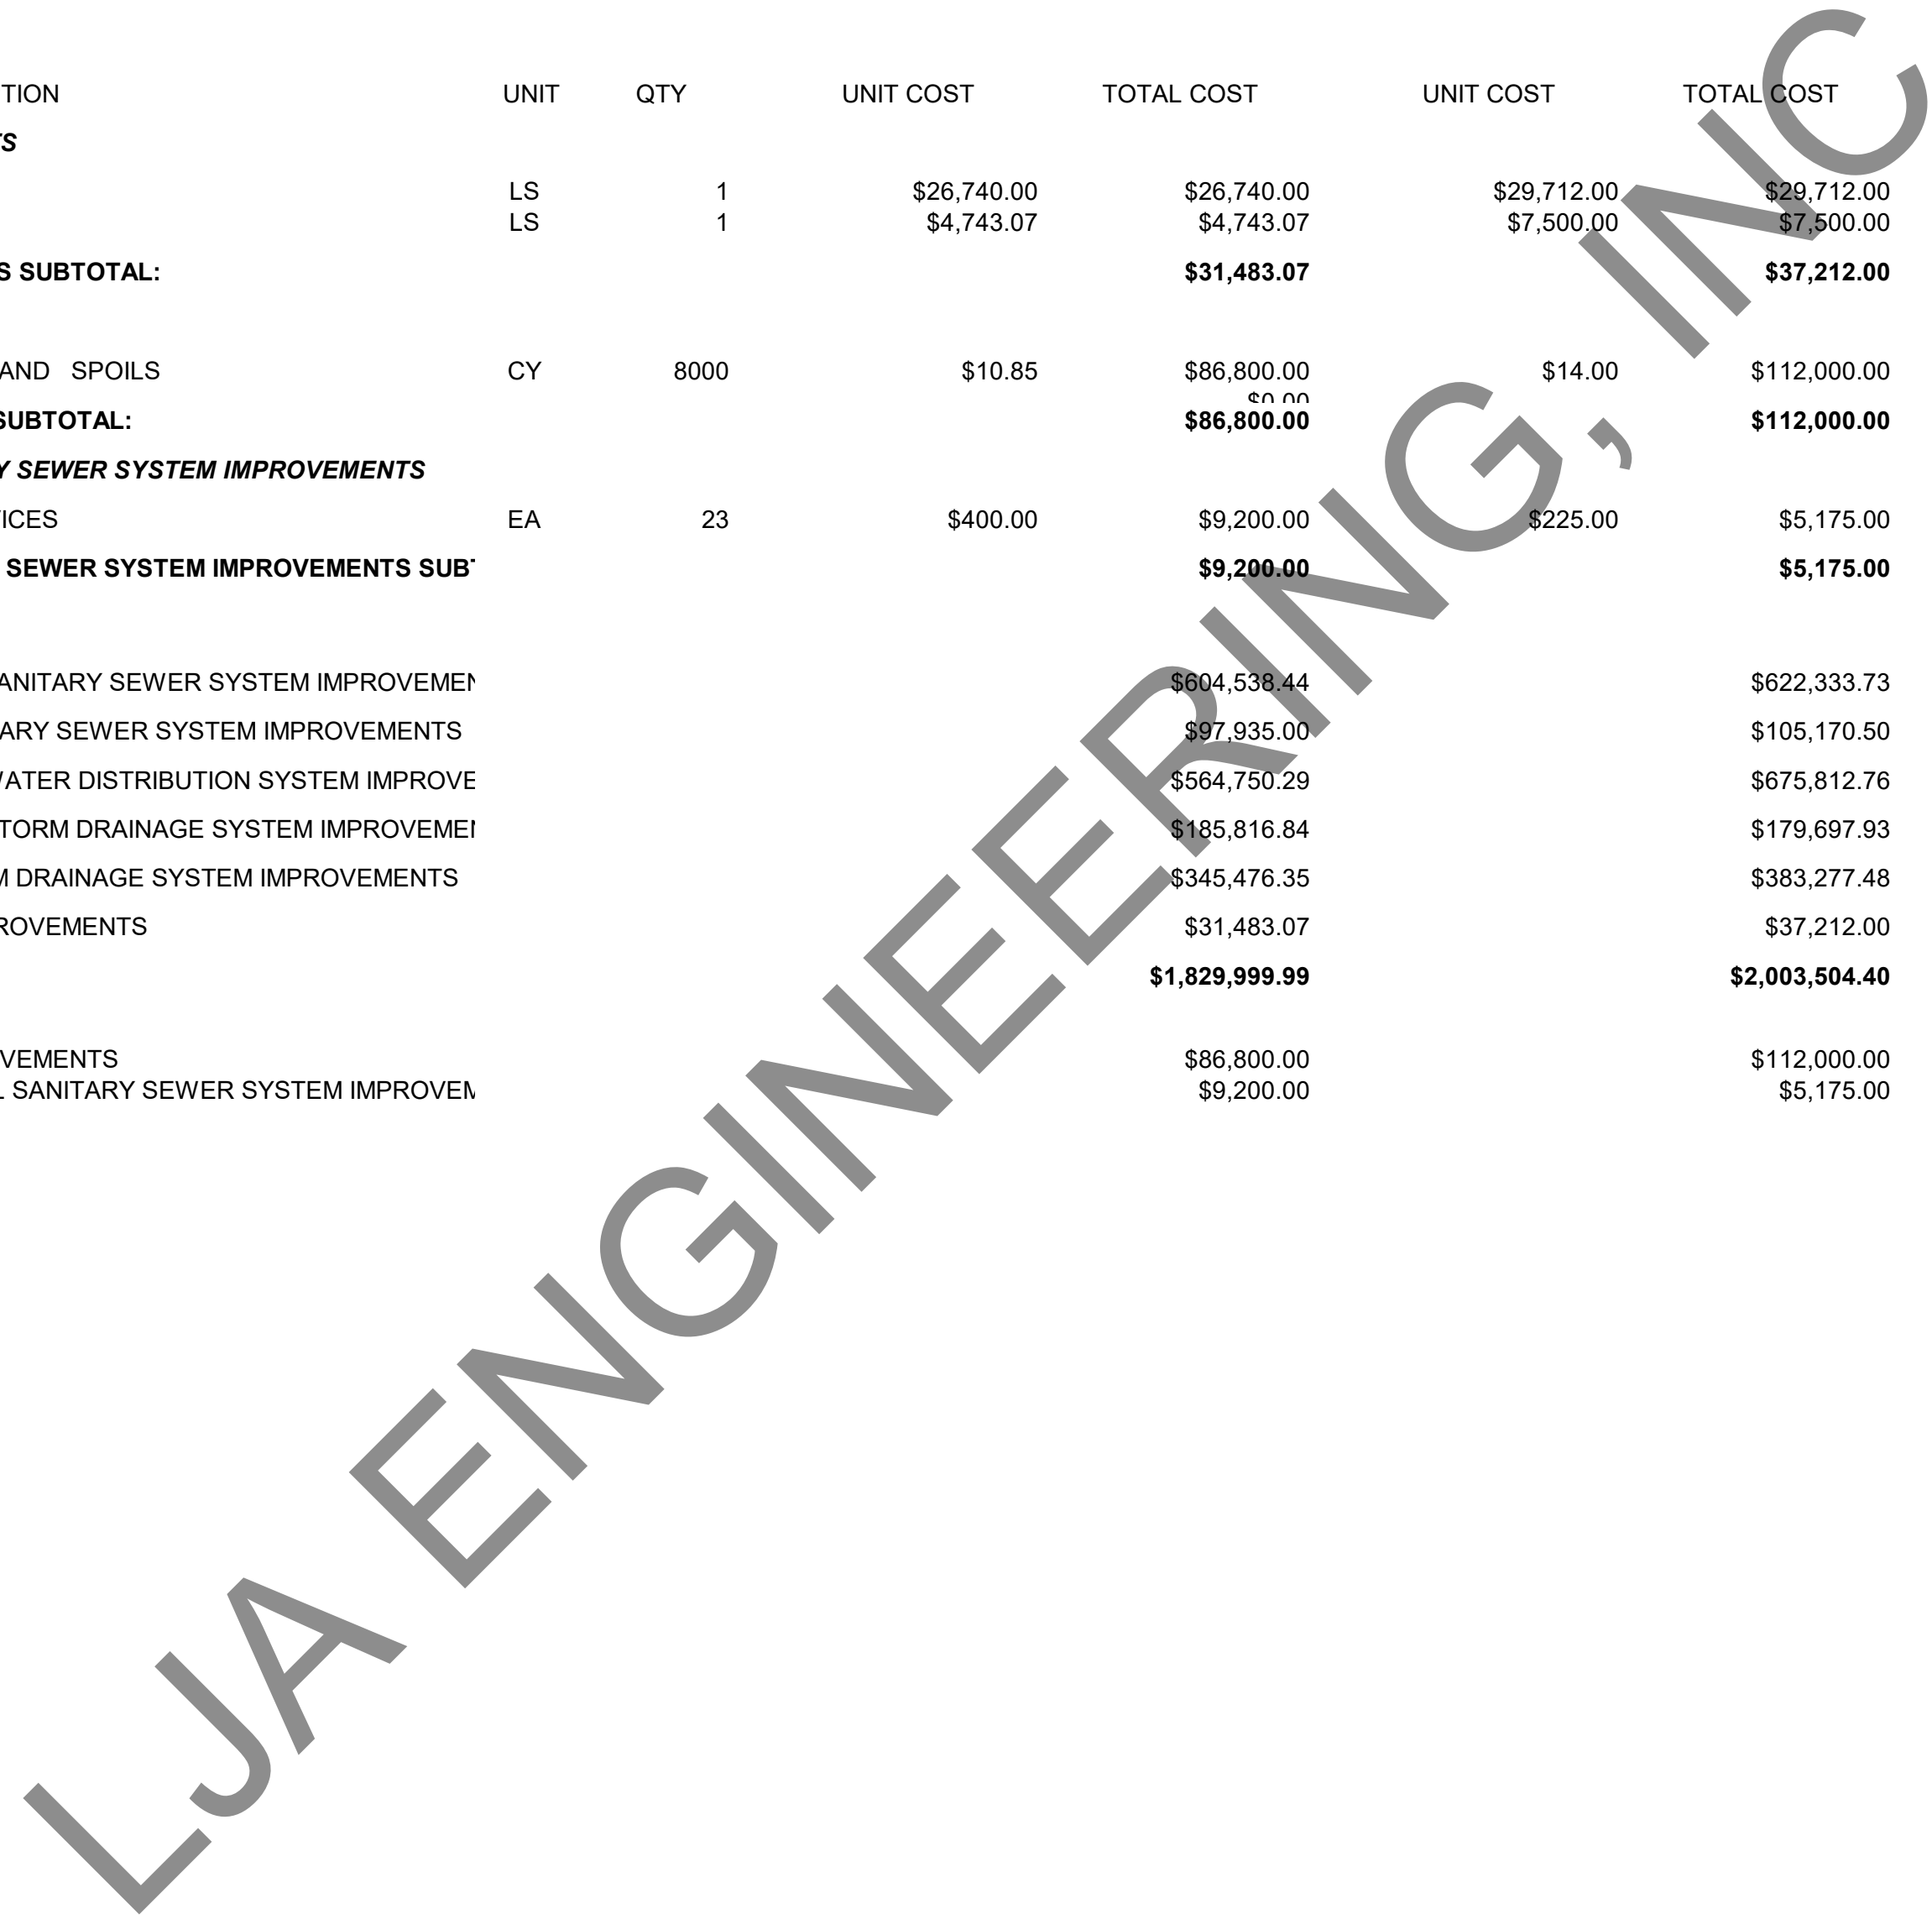 TION UNIT QTY UNIT COST TOTAL COST UNIT COST TOTAL COST
TS
LS 1 $26,740.00 $26,740.00 $29,712.00 $29,712.00
LS 1 $4,743.07 $4,743.07 $7,500.00 $7,500.00
S SUBTOTAL: $31,483.07 $37,212.00
AND SPOILS CY 8000 $10.85 $86,800.00 $14.00 $112,000.00
$0.00
SUBTOTAL: $86,800.00 $112,000.00
Y SEWER SYSTEM IMPROVEMENTS
ICES EA 23 $400.00 $9,200.00 $225.00 $5,175.00
SEWER SYSTEM IMPROVEMENTS SUBT $9,200.00 $5,175.00
ANITARY SEWER SYSTEM IMPROVEMEN $604,538.44 $622,333.73
ARY SEWER SYSTEM IMPROVEMENTS $97,935.00 $105,170.50
ATER DISTRIBUTION SYSTEM IMPROVE $564,750.29 $675,812.76
TORM DRAINAGE SYSTEM IMPROVEMEN $185,816.84 $179,697.93
M DRAINAGE SYSTEM IMPROVEMENTS $345,476.35 $383,277.48
ROVEMENTS $31,483.07 $37,212.00
$1,829,999.99 $2,003,504.40
VEMENTS $86,800.00 $112,000.00
L SANITARY SEWER SYSTEM IMPROVEM $9,200.00 $5,175.00
LJA ENGINEERING, INC